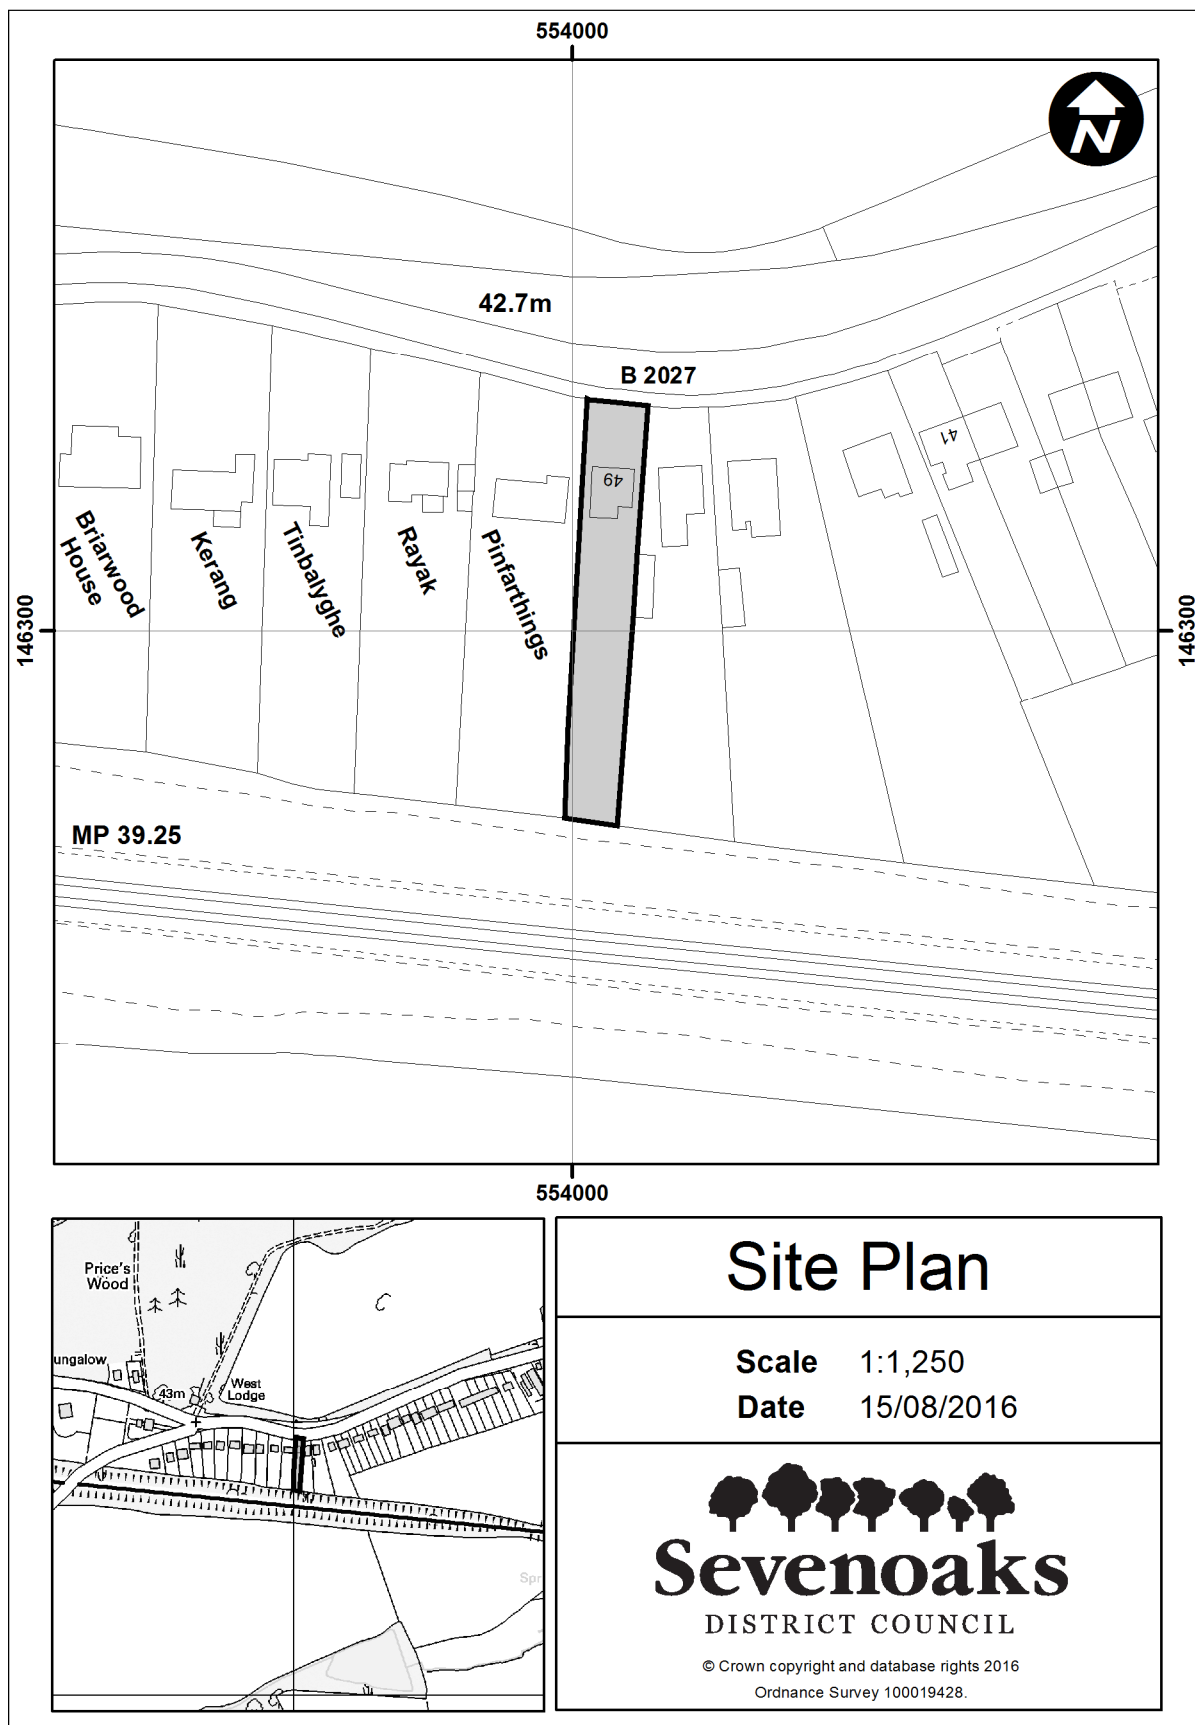 554000
N
42.7m
B 2027
41
49
Briarwood
House
Kerang
Tinbalyghe
Rayak
Pinfarthings
146300
146300
MP 39.25
554000
Price's
Wood
ungalow
43m
West
Lodge
Spr
Site Plan
Scale 1:1,250
Date 15/08/2016
Sevenoaks
DISTRICT COUNCIL
© Crown copyright and database rights 2016
Ordnance Survey 100019428.